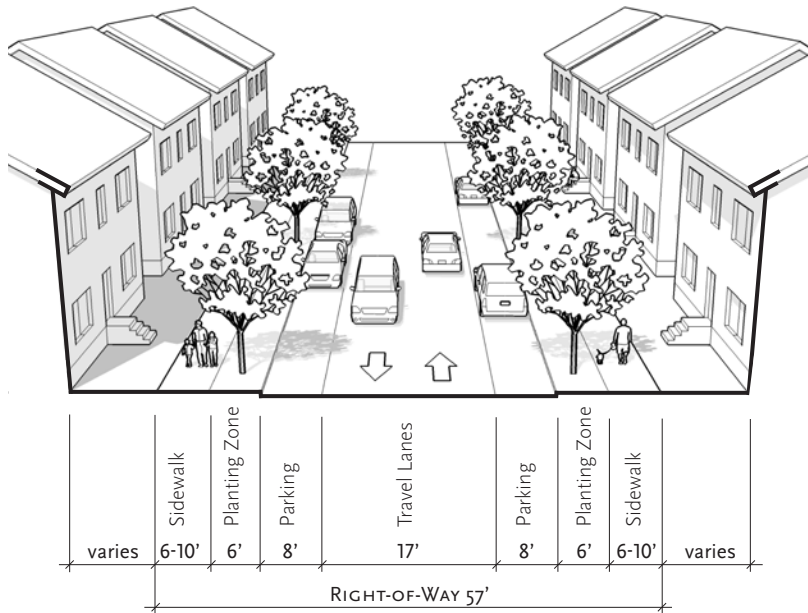 Sidewalk
Planting Zone
Parking
Travel Lanes
Parking
Planting Zone
Sidewalk
varies 6-10’ 6’ 8’ 17’ 8’ 6’ 6-10’ varies
Right-of-Way 57’